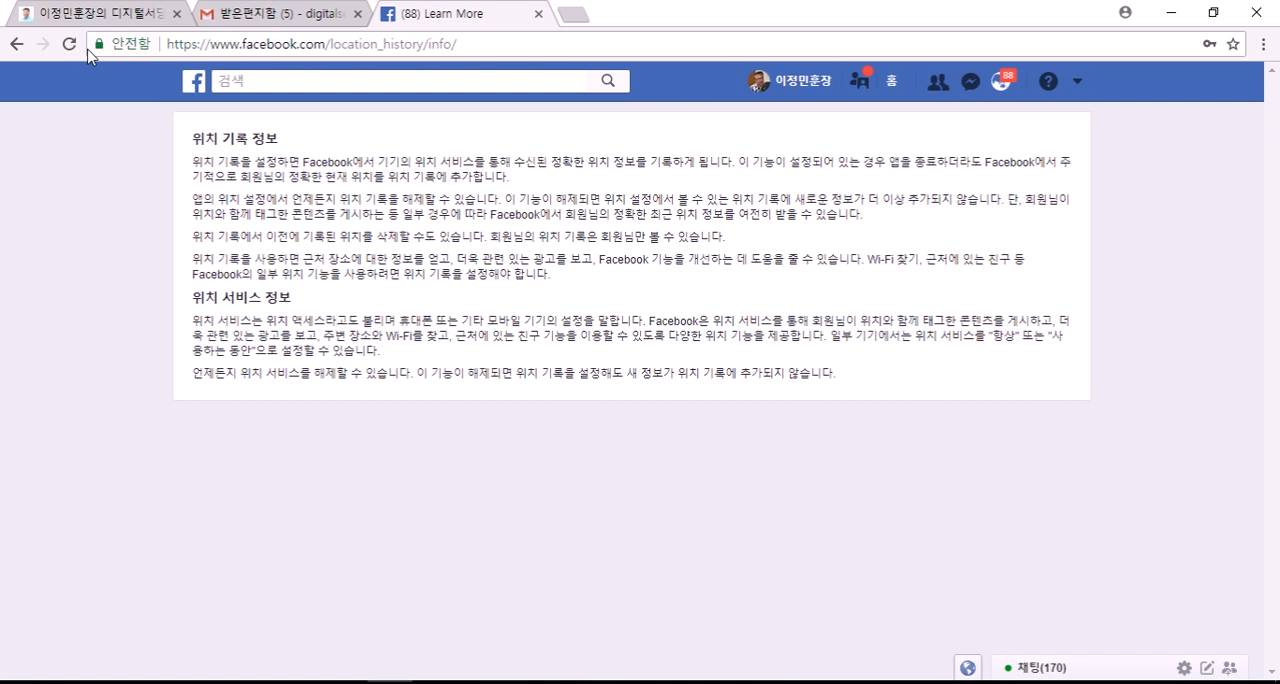 이정민훈장의 디지털서당
받은편지함 (5) - digitalse
(88) Learn More
안전함
https://www.facebook.com/location_history/info/
검색
이정민훈장
홈
88
위치 기록 정보
위치 기록을 설정하면 Facebook에서 기기의 위치 서비스를 통해 수신된 정확한 위치 정보를 기록하게 됩니다. 이 기능이 설정되어 있는 경우 앱을 종료하더라도 Facebook에서 주
기적으로 회원님의 정확한 현재 위치를 위치 기록에 추가합니다.
앱의 위치 설정에서 언제든지 위치 기록을 해제할 수 있습니다. 이 기능이 해제되면 위치 설정에서 볼 수 있는 위치 기록에 새로운 정보가 더 이상 추가되지 않습니다. 단, 회원님이
위치와 함께 태그한 콘텐츠를 게시하는 등 일부 경우에 따라 Facebook에서 회원님의 정확한 최근 위치 정보를 여전히 받을 수 있습니다.
위치 기록에서 이전에 기록된 위치를 삭제할 수도 있습니다. 회원님의 위치 기록은 회원님만 볼 수 있습니다.
위치 기록을 사용하면 근처 장소에 대한 정보를 얻고, 더욱 관련 있는 광고를 보고, Facebook 기능을 개선하는 데 도움을 줄 수 있습니다. Wi-Fi 찾기, 근처에 있는 친구 등
Facebook의 일부 위치 기능을 사용하려면 위치 기록을 설정해야 합니다.
위치 서비스 정보
위치 서비스는 위치 액세스라고도 불리며 휴대폰 또는 기타 모바일 기기의 설정을 말합니다. Facebook은 위치 서비스를 통해 회원님이 위치와 함께 태그한 콘텐츠를 게시하고, 더
욱 관련 있는 광고를 보고, 주변 장소와 Wi-Fi를 찾고, 근처에 있는 친구 기능을 이용할 수 있도록 다양한 위치 기능을 제공합니다. 일부 기기에서는 위치 서비스를 "항상" 또는 "사
용하는 동안"으로 설정할 수 있습니다.
언제든지 위치 서비스를 해제할 수 있습니다. 이 기능이 해제되면 위치 기록을 설정해도 새 정보가 위치 기록에 추가되지 않습니다.
채팅(170)